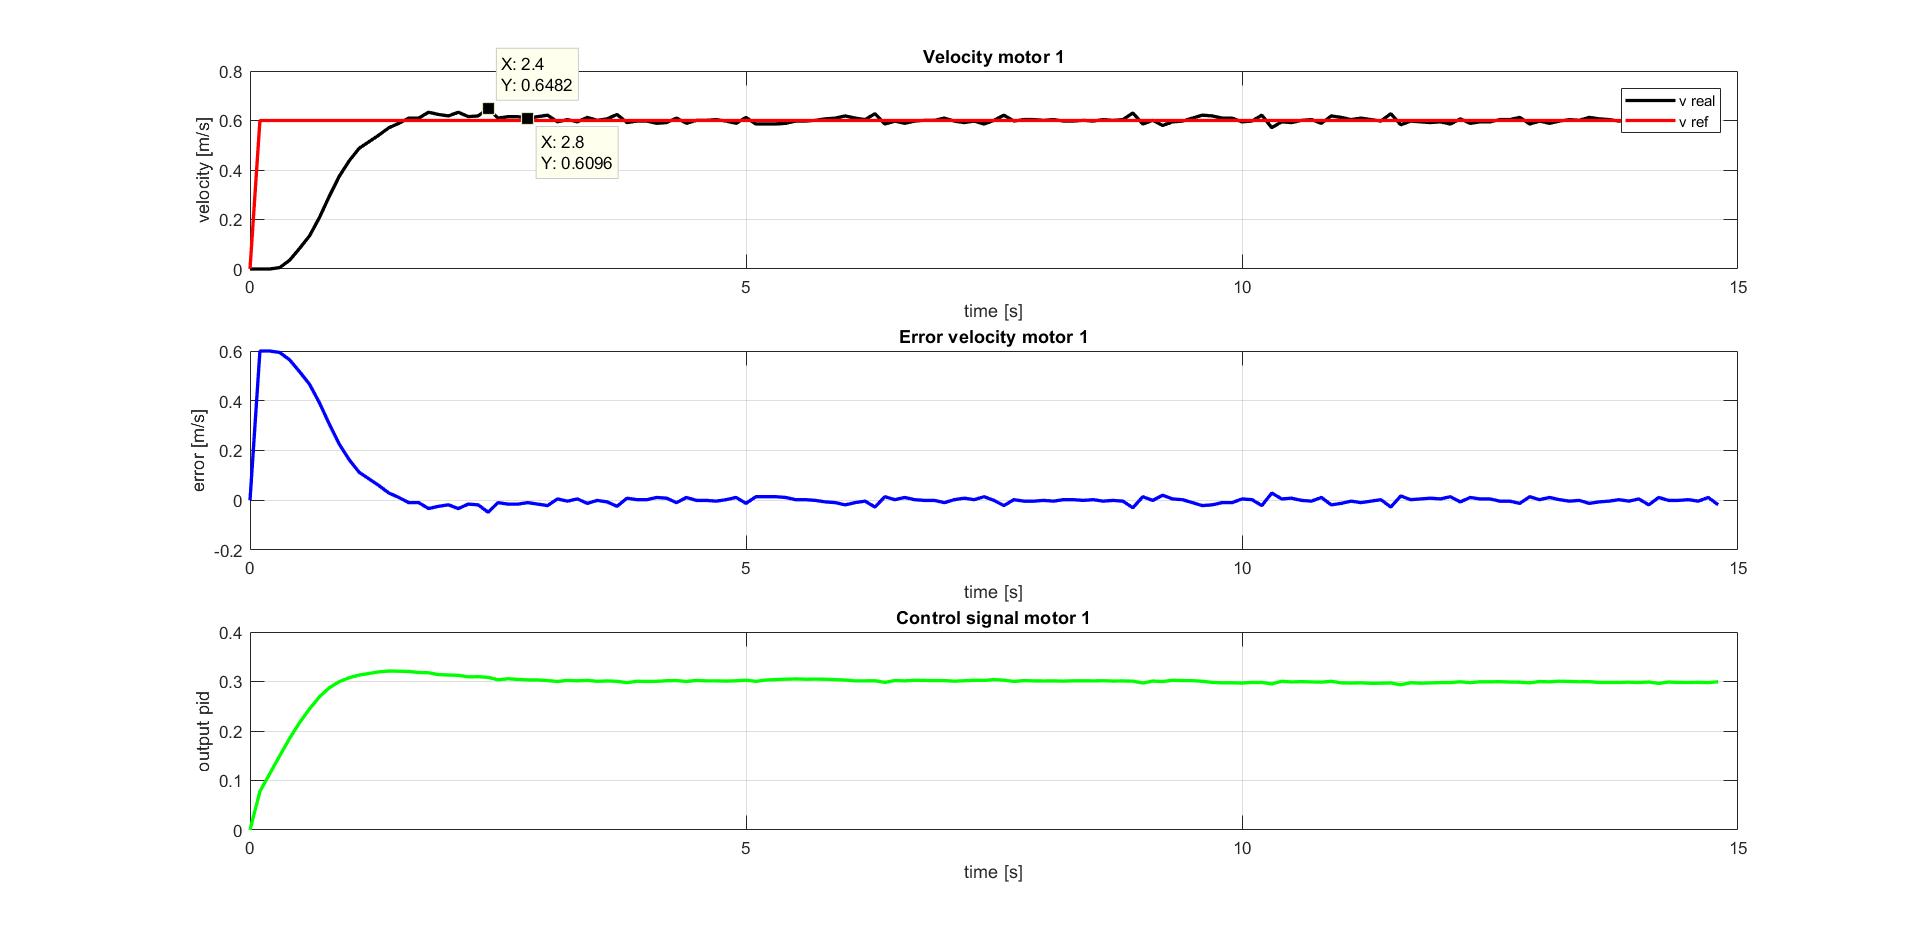 Velocity motor 1
X: 2.4
Y: 0.6482
X: 2.8
Y: 0.6096
v real
v ref
velocity [m/s]
0.8
0.6
0.4
0.2
0
0
5
10
15
time [s]
Error velocity motor 1
error [m/s]
0.6
0.4
0.2
0
-0.2
0
5
10
15
time [s]
Control signal motor 1
output pid
0.4
0.3
0.2
0.1
0
0
5
10
15
time [s]